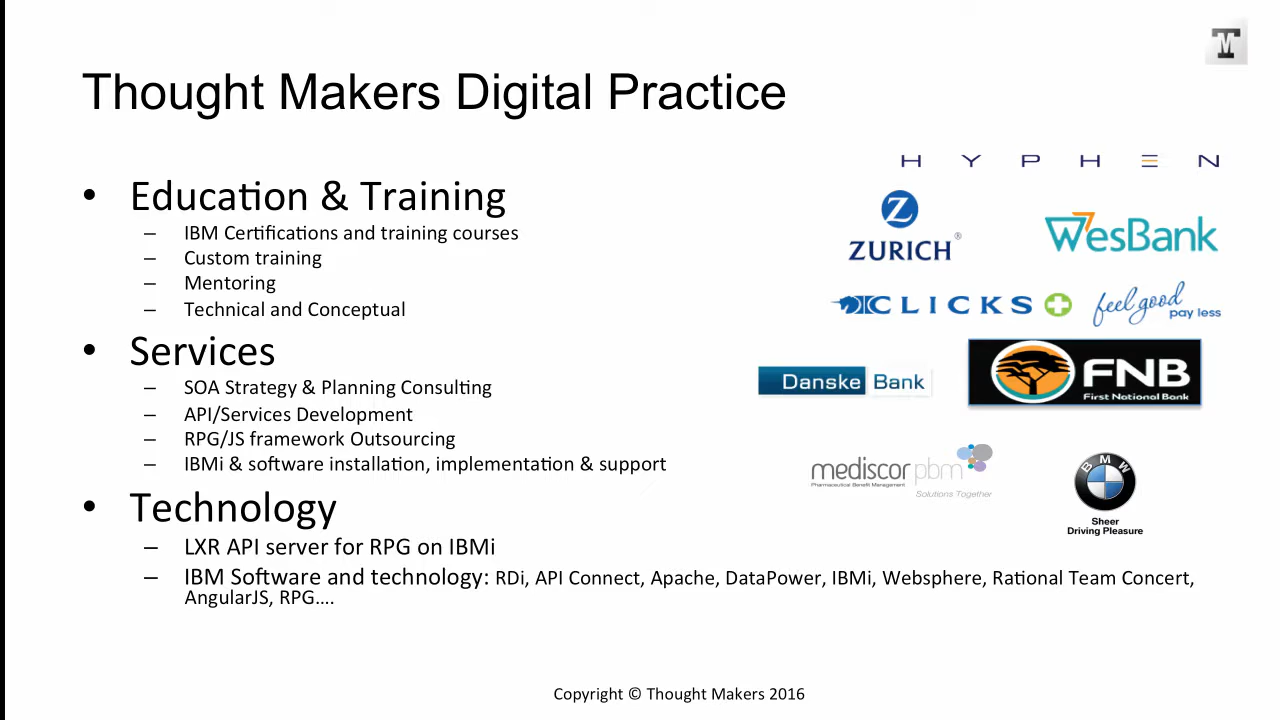 TM
Thought Makers Digital Practice
• Education & Training
– IBM Certifications and training courses
– Custom training
– Mentoring
– Technical and Conceptual
• Services
– SOA Strategy & Planning Consulting
– API/Services Development
– RPG/JS framework Outsourcing
– IBMi & software installation, implementation & support
• Technology
– LXR API server for RPG on IBMi
– IBM Software and technology: RDi, API Connect, Apache, DataPower, IBMi, Websphere, Rational Team Concert,
AngularJS, RPG....
HYPHEN
Z
ZURICH®
WesBank
CLICKS
feel good
pay less
Danske Bank
FNB
First National Bank
mediscor pbm
Pharmaceutical Benefit Management
Solutions Together
BMW
Sheer
Driving Pleasure
Copyright © Thought Makers 2016